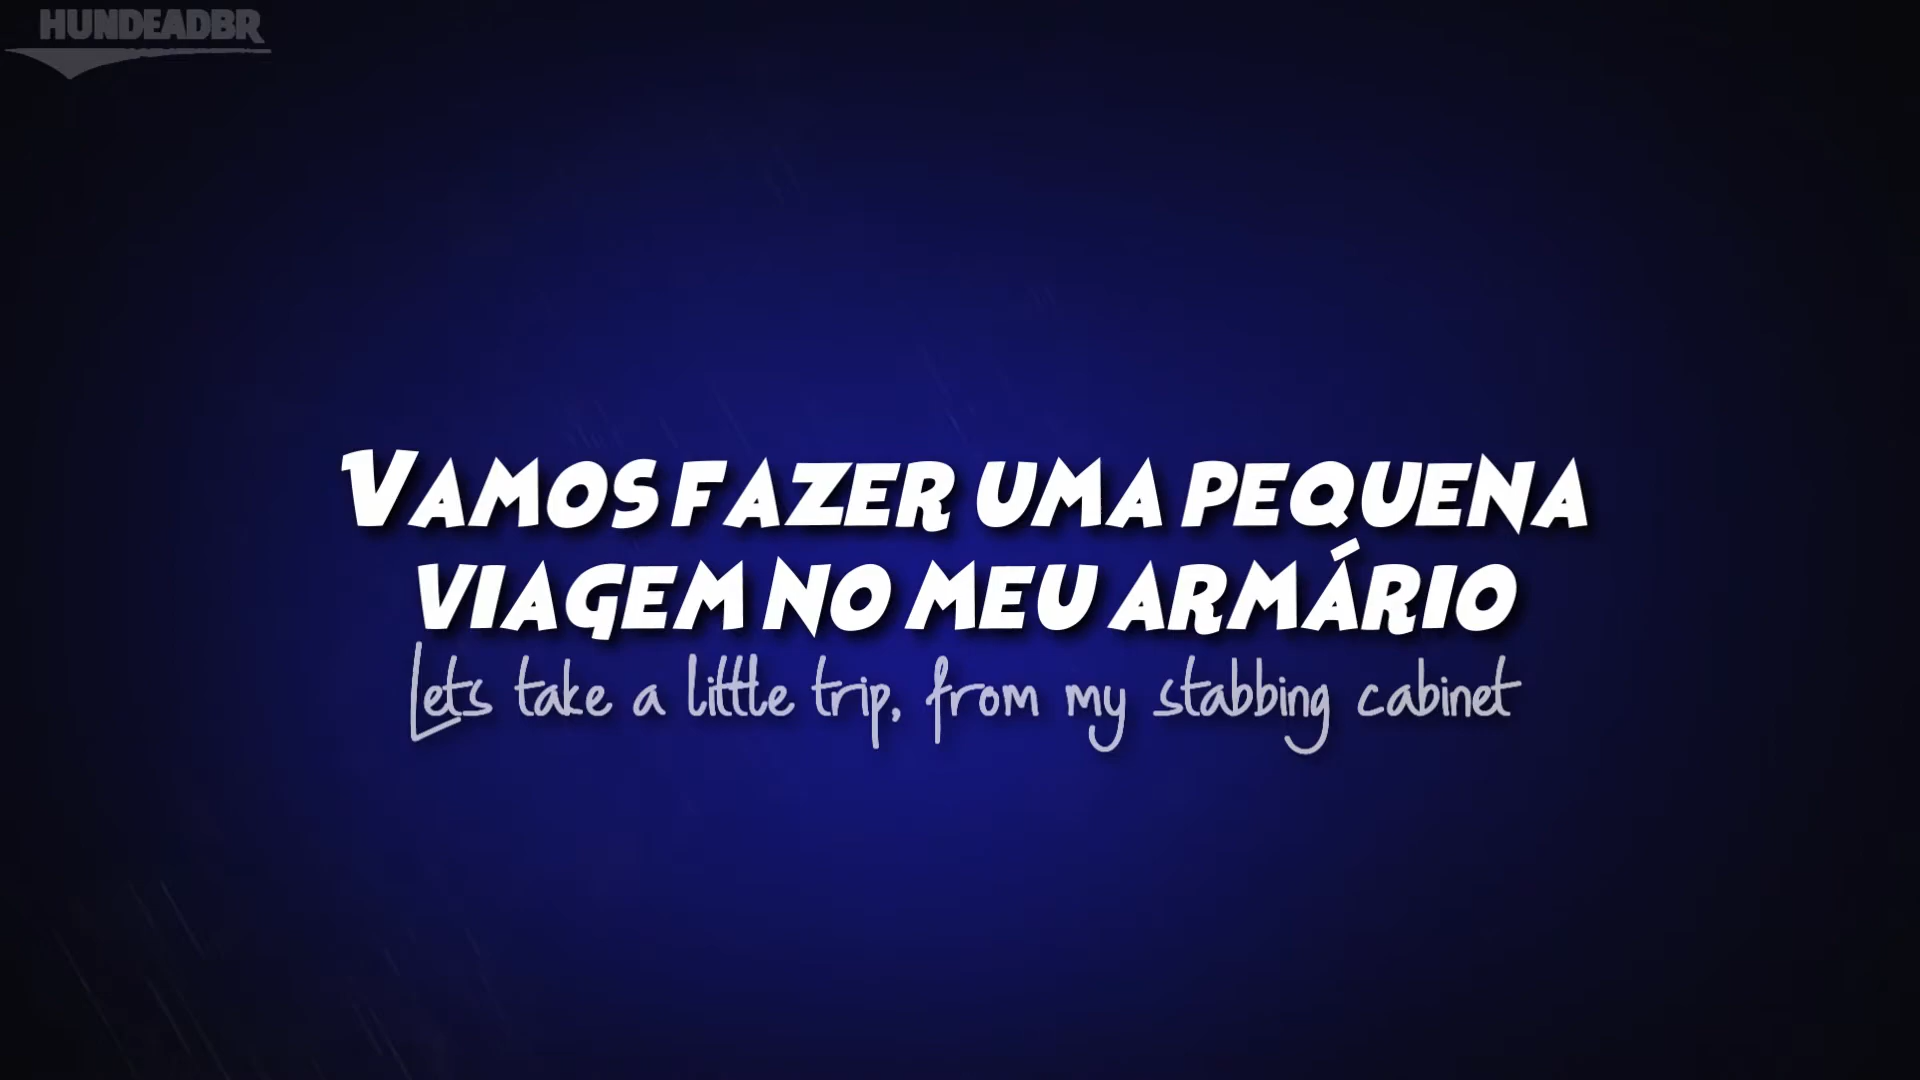 HUNDEADBR
VAMOS FAZER UMA PEQUENA
VIAGEM NO MEU ARMÁRIO
Lets take a little trip, from my stabbing cabinet